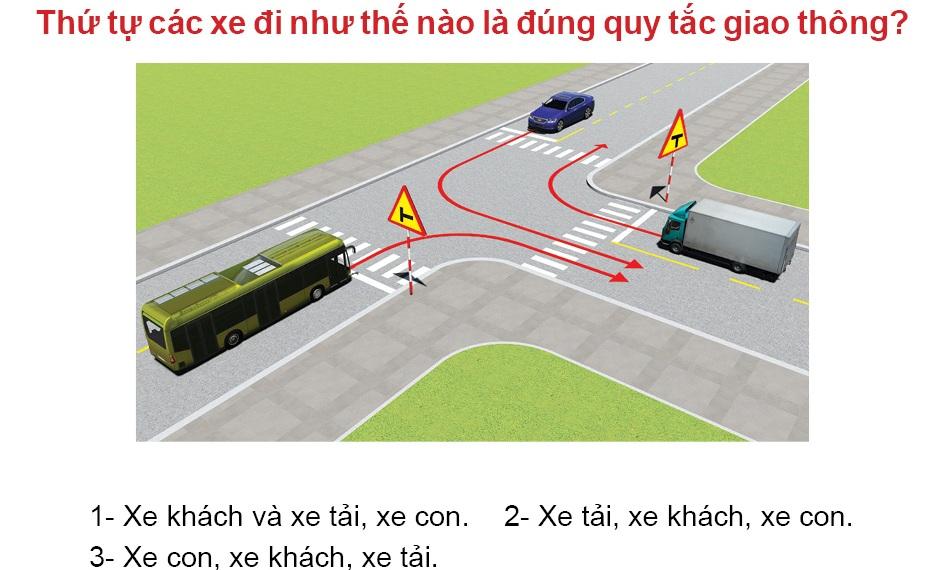 Thứ tự các xe đi như thế nào là đúng quy tắc giao thông?
1- Xe khách và xe tải, xe con. 2- Xe tải, xe khách, xe con.
3- Xe con, xe khách, xe tải.